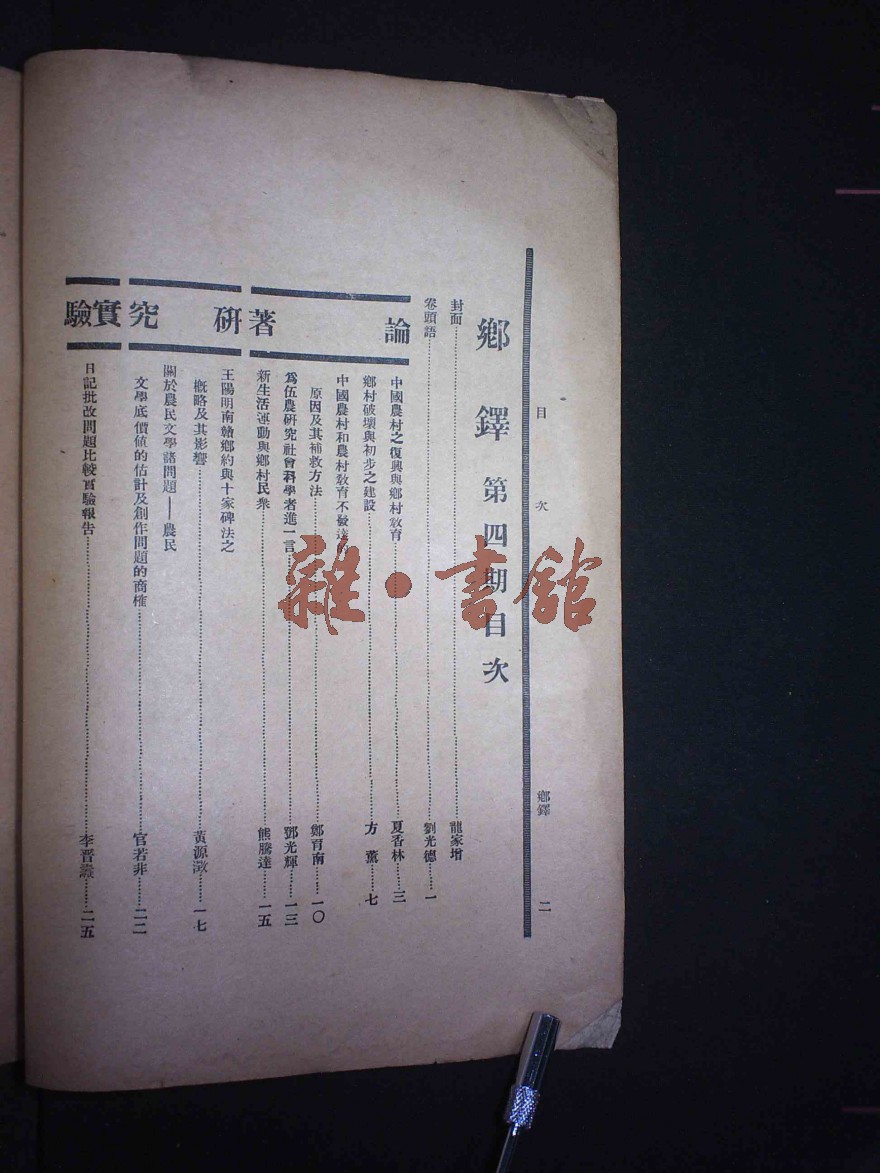 目次
鄉鐸
二
鄉鐸第四期目次
封面……龍家增
卷頭語……劉光德……一
論著
中國農村之復興與鄉村教育……夏香林……三
鄉村破壞與初步之建設……方薰……七
中國農村和農村教育不發達的
原因及其補救方法……鄭育南……一〇
爲伍農研究社會科學者進一言……鄧光輝……一三
新生活運動與鄉村民衆……熊騰達……一五
研究
王陽明南贛鄉約與十家碑法之
概略及其影響……黃源澂……一七
關於農民文學諸問題——農民
文學底價值的估計及創作問題的商榷……官若非……二二
實驗
日記批改問題比較實驗報告……李晋叢……二五
雜·書館